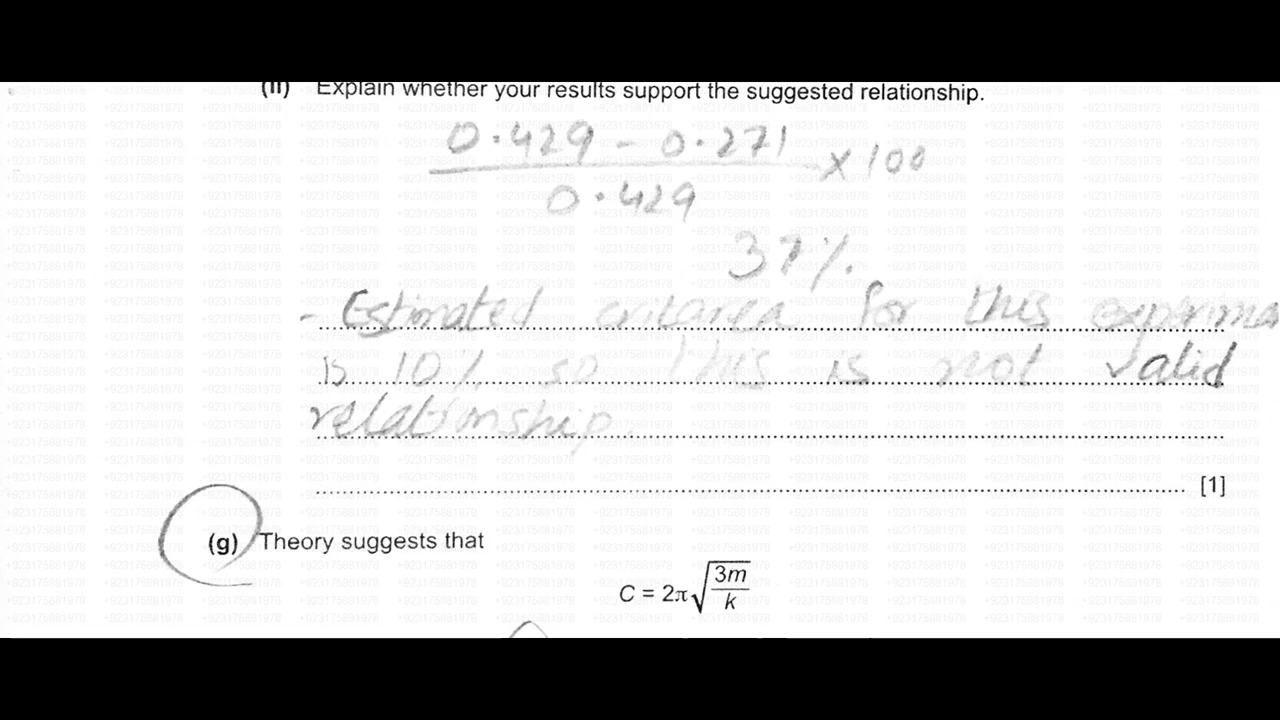 (ii) Explain whether your results support the suggested relationship.
0.429 - 0.271 × 100
0.429
37%.
- Estimated critarea for this experime
is 10% so this is not valid
relationship.
[1]
(g) Theory suggests that
C = 2π√(3m/k)